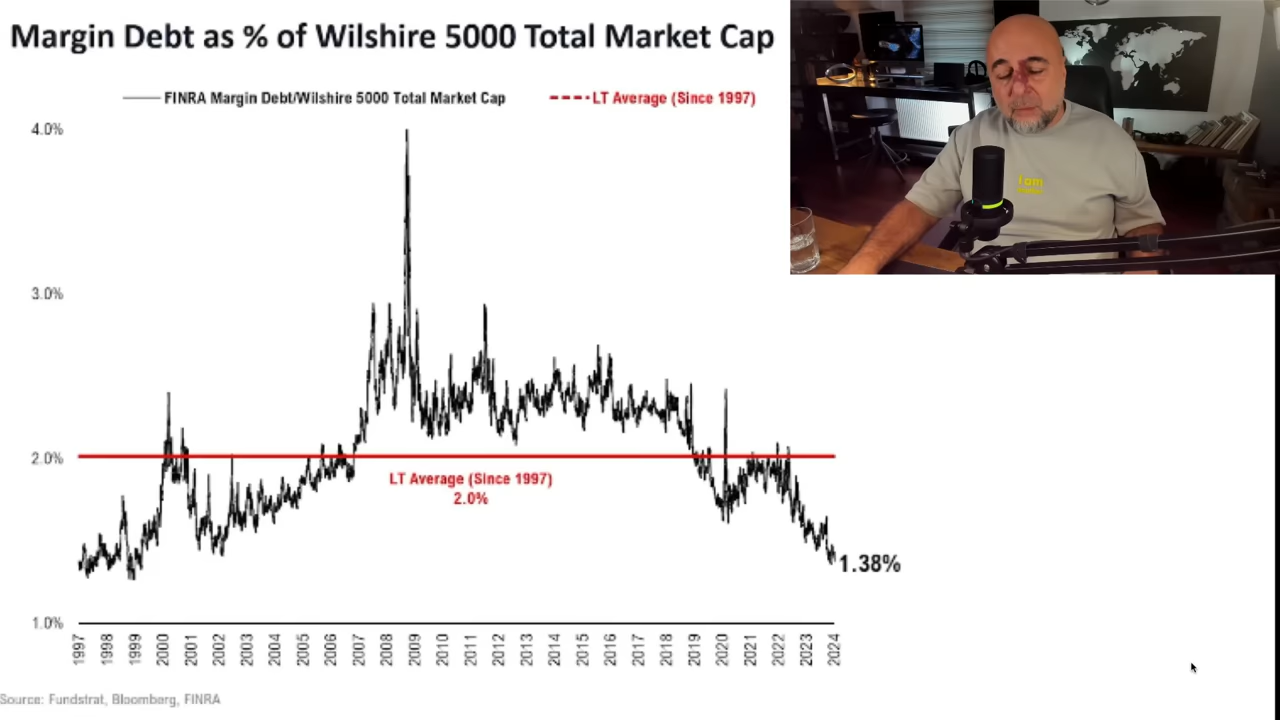 Margin Debt as % of Wilshire 5000 Total Market Cap
FINRA Margin Debt/Wilshire 5000 Total Market Cap
LT Average (Since 1997)
4.0%
3.0%
2.0%
1.0%
LT Average (Since 1997)
2.0%
1.38%
1997 1998 1999 2000 2001 2002 2003 2004 2005 2006 2007 2008 2009 2010 2011 2012 2013 2014 2015 2016 2017 2018 2019 2020 2021 2022 2023 2024
Source: Fundstrat, Bloomberg, FINRA
I am